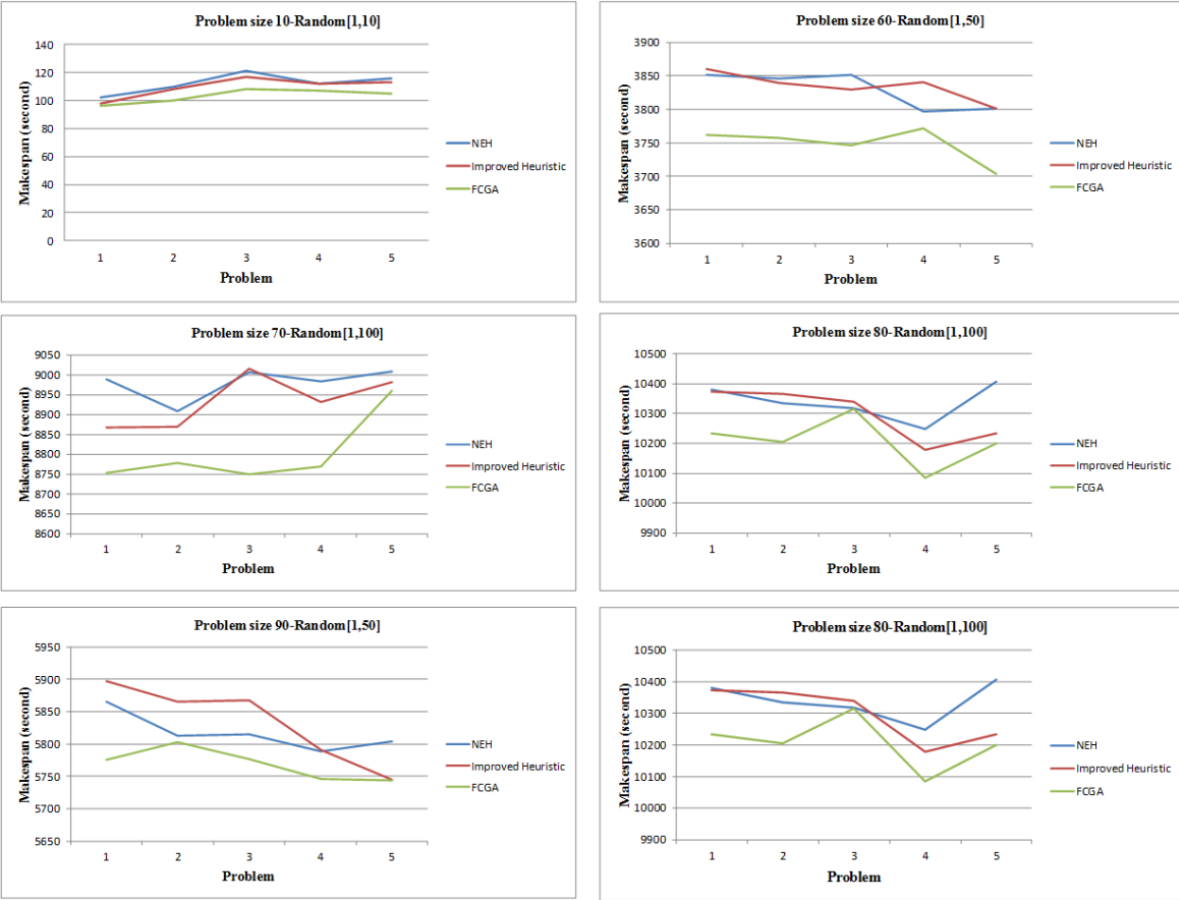 Problem size 10-Random[1,10]
Makespan (second)
140
120
100
80
60
40
20
0
1 2 3 4 5
Problem
NEH
Improved Heuristic
FCGA
Problem size 60-Random[1,50]
Makespan (second)
3900
3850
3800
3750
3700
3650
3600
1 2 3 4 5
Problem
NEH
Improved Heuristic
FCGA
Problem size 70-Random[1,100]
Makespan (second)
9050
9000
8950
8900
8850
8800
8750
8700
8650
8600
1 2 3 4 5
Problem
NEH
Improved Heuristic
FCGA
Problem size 80-Random[1,100]
Makespan (second)
10500
10400
10300
10200
10100
10000
9900
1 2 3 4 5
Problem
NEH
Improved Heuristic
FCGA
Problem size 90-Random[1,50]
Makespan (second)
5950
5900
5850
5800
5750
5700
5650
1 2 3 4 5
Problem
NEH
Improved Heuristic
FCGA
Problem size 80-Random[1,100]
Makespan (second)
10500
10400
10300
10200
10100
10000
9900
1 2 3 4 5
Problem
NEH
Improved Heuristic
FCGA